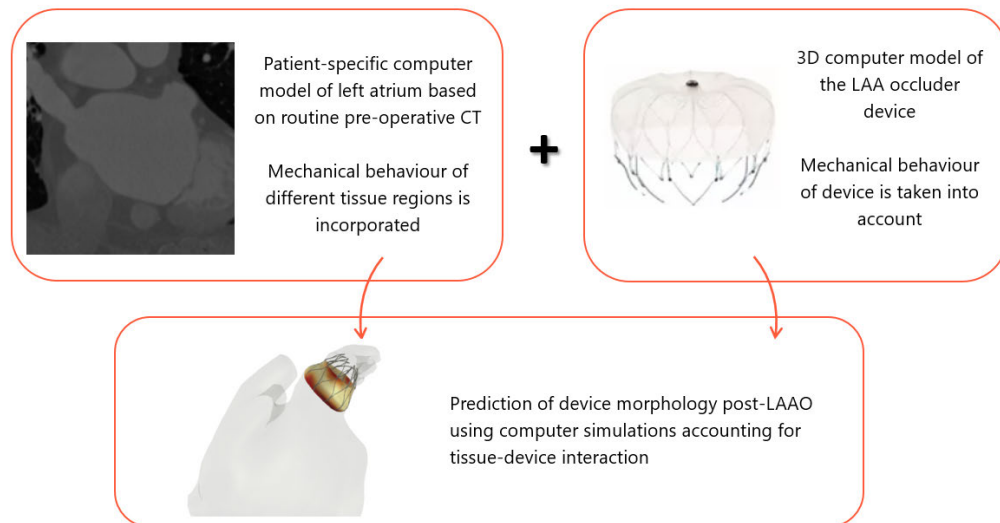 Patient-specific computer
model of left atrium based
on routine pre-operative CT
Mechanical behaviour of
different tissue regions is
incorporated
+
3D computer model of
the LAA occluder
device
Mechanical behaviour
of device is taken into
account
Prediction of device morphology post-LAAO
using computer simulations accounting for
tissue-device interaction